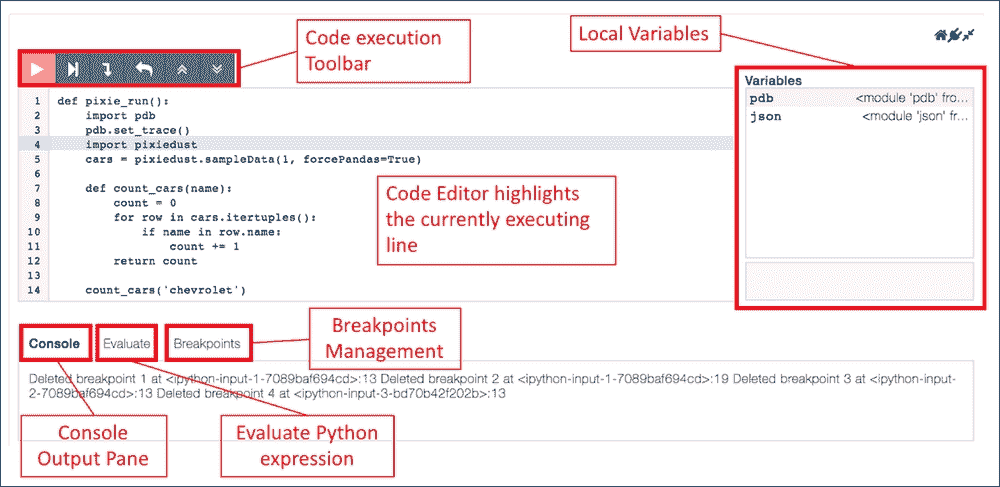 Code execution
Toolbar
Local Variables
Variables
pdb <module 'pdb' fro...
json <module 'json' fr...
1 def pixie_run():
2 import pdb
3 pdb.set_trace()
4 import pixiedust
5 cars = pixiedust.sampleData(1, forcePandas=True)
6
7 def count_cars(name):
8 count = 0
9 for row in cars.itertuples():
10 if name in row.name:
11 count += 1
12 return count
13
14 count_cars('chevrolet')
Code Editor highlights
the currently executing
line
Console Evaluate Breakpoints
Breakpoints
Management
Deleted breakpoint 1 at <ipython-input-1-7089baf694cd>:13 Deleted breakpoint 2 at <ipython-input-1-7089baf694cd>:19 Deleted breakpoint 3 at <ipython-input-
2-7089baf694cd>:13 Deleted breakpoint 4 at <ipython-input-3-bd70b42f202b>:13
Console
Output Pane
Evaluate Python
expression